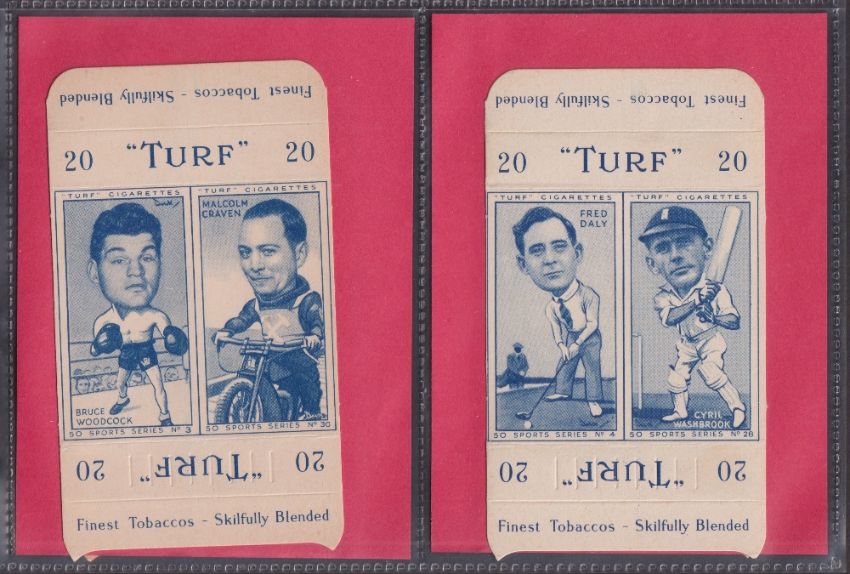 Finest Tobaccos - Skilfully Blended
20 "TURF" 20
"TURF" CIGARETTES
"TURF" CIGARETTES
MALCOLM
CRAVEN
BRUCE
WOODCOCK
50 SPORTS SERIES Nº 3
50 SPORTS SERIES Nº 30
20 "TURF" 20
Finest Tobaccos - Skilfully Blended
Finest Tobaccos - Skilfully Blended
20 "TURF" 20
"TURF" CIGARETTES
"TURF" CIGARETTES
FRED
DALY
CYRIL
WASHBROOK
50 SPORTS SERIES Nº 4
50 SPORTS SERIES Nº 28
20 "TURF" 20
Finest Tobaccos - Skilfully Blended